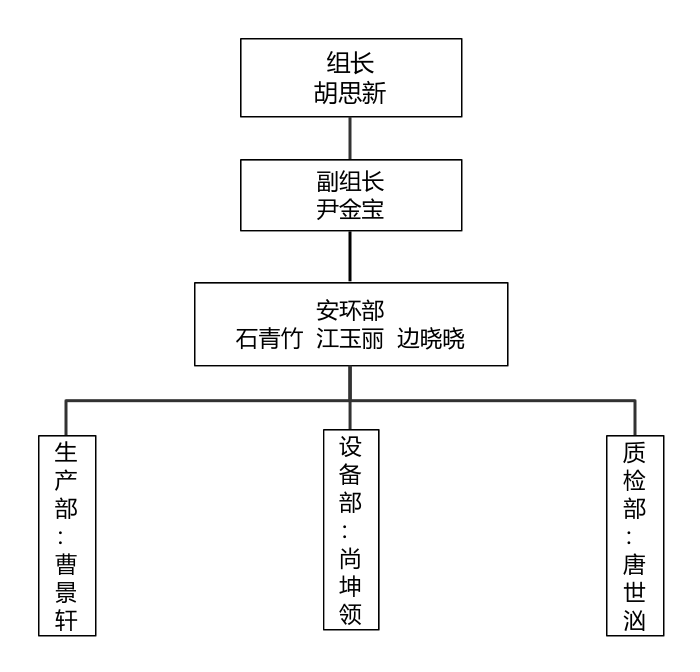 组长
胡思新
副组长
尹金宝
安环部
石青竹 江玉丽 边晓晓
生产部：曹景轩
设备部：尚坤领
质检部：唐世汹